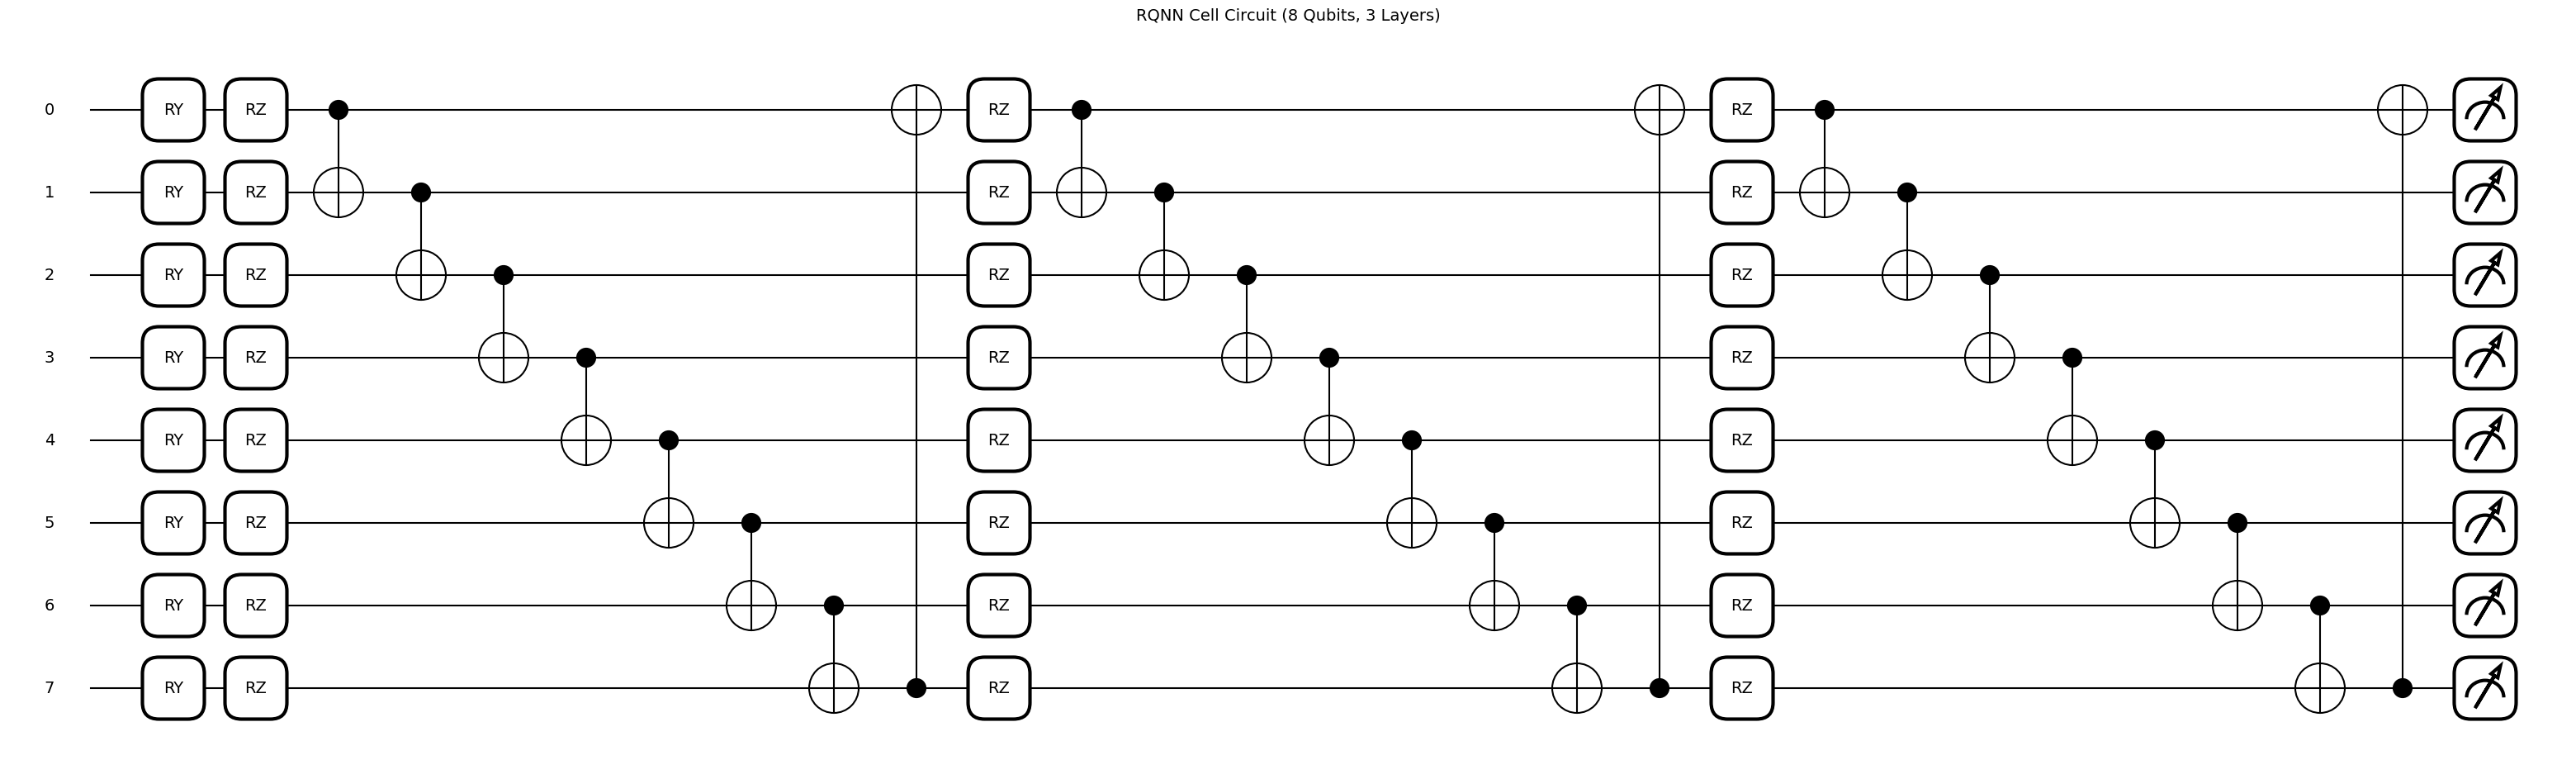 RQNN Cell Circuit (8 Qubits, 3 Layers)
0 RY RZ RZ RZ
1 RY RZ RZ RZ
2 RY RZ RZ RZ
3 RY RZ RZ RZ
4 RY RZ RZ RZ
5 RY RZ RZ RZ
6 RY RZ RZ RZ
7 RY RZ RZ RZ